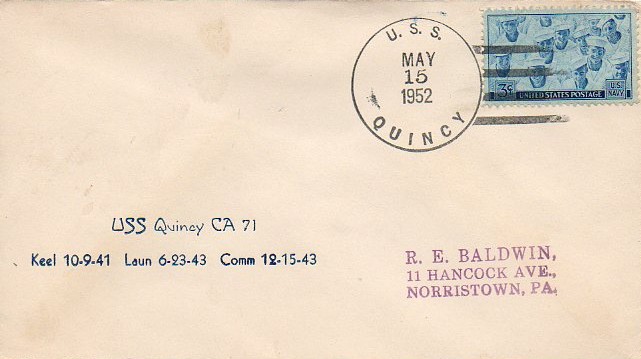 U. S. S.
MAY
15
1952
QUINCY
3¢
UNITED STATES POSTAGE
U.S.
NAVY
USS Quincy CA 71
Keel 10-9-41 Laun 6-23-43 Comm 12-15-43
R. E. BALDWIN,
11 HANCOCK AVE.,
NORRISTOWN, PA.